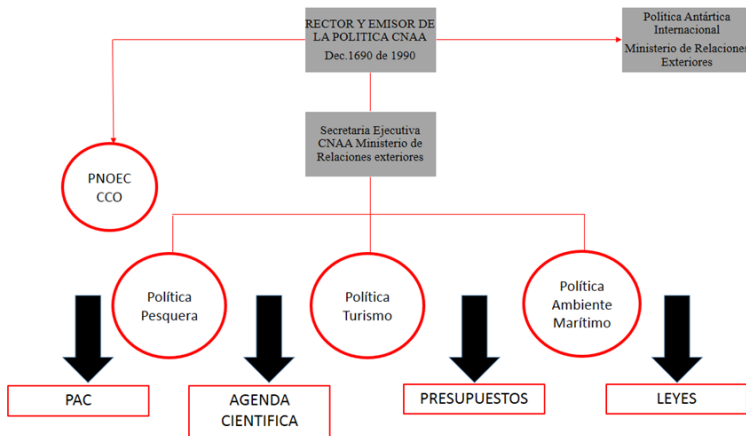 RECTOR Y EMISOR DE
LA POLITICA CNAA
Dec.1690 de 1990
Política Antártica
Internacional
Ministerio de Relaciones
Exteriores
Secretaria Ejecutiva
CNAA Ministerio de
Relaciones exteriores
PNOEC
CCO
Política
Pesquera
Política
Turismo
Política
Ambiente
Marítimo
PAC
AGENDA
CIENTIFICA
PRESUPUESTOS
LEYES